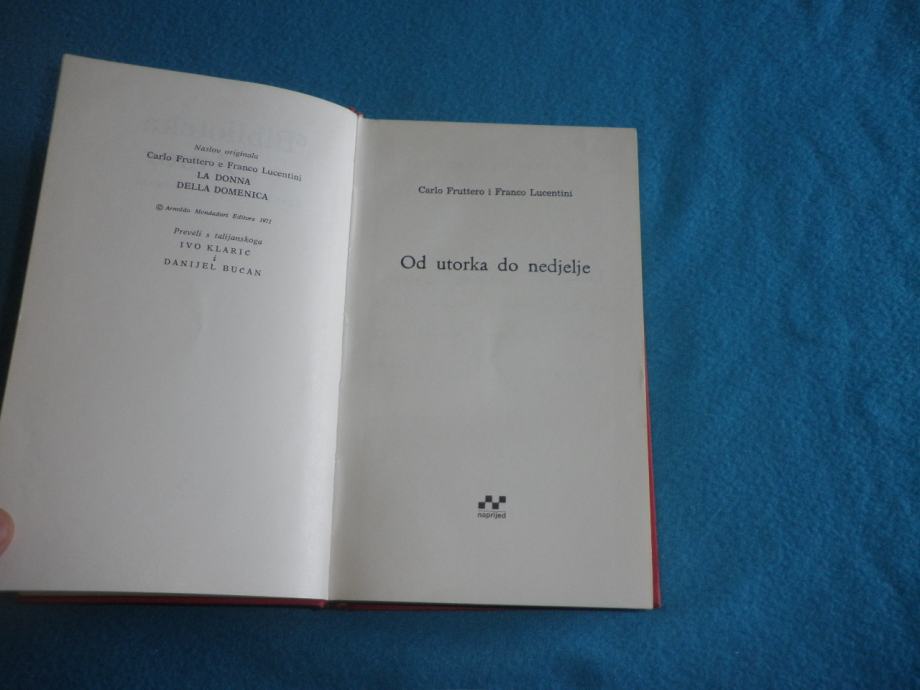 Naslov originala
Carlo Fruttero e Franco Lucentini
LA DONNA
DELLA DOMENICA
© Arnoldo Mondadori Editore 1972
Preveli s talijanskoga
IVO KLARIĆ
i
DANIJEL BUĆAN
Carlo Fruttero i Franco Lucentini
Od utorka do nedjelje
naprijed